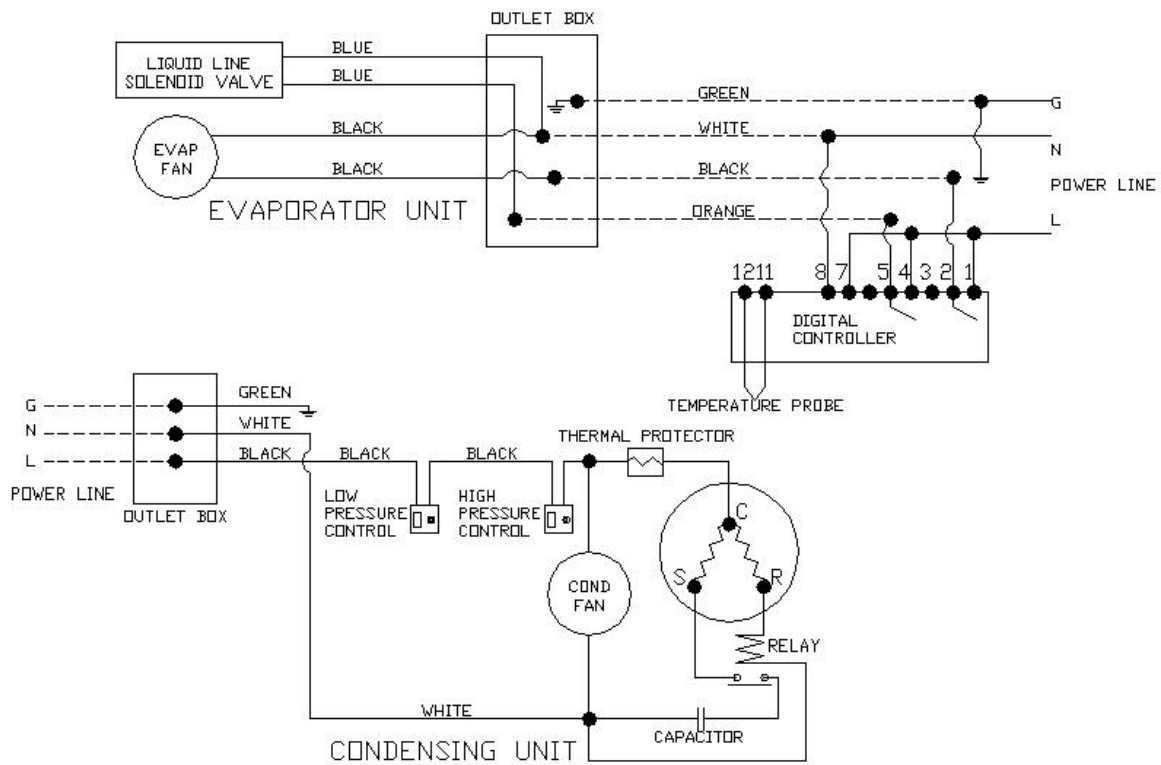 OUTLET BOX
BLUE
LIQUID LINE
SOLENOID VALVE
BLUE
GREEN
G
BLACK
WHITE
EVAP
FAN
N
BLACK
BLACK
POWER LINE
EVAPORATOR UNIT
ORANGE
L
12 11 8 7 5 4 3 2 1
DIGITAL
CONTROLLER
TEMPERATURE PROBE
GREEN
G
WHITE
N
BLACK
BLACK
BLACK
THERMAL PROTECTOR
L
POWER LINE
OUTLET BOX
LOW
PRESSURE
CONTROL
HIGH
PRESSURE
CONTROL
C
S
R
COND
FAN
RELAY
WHITE
CAPACITOR
CONDENSING UNIT